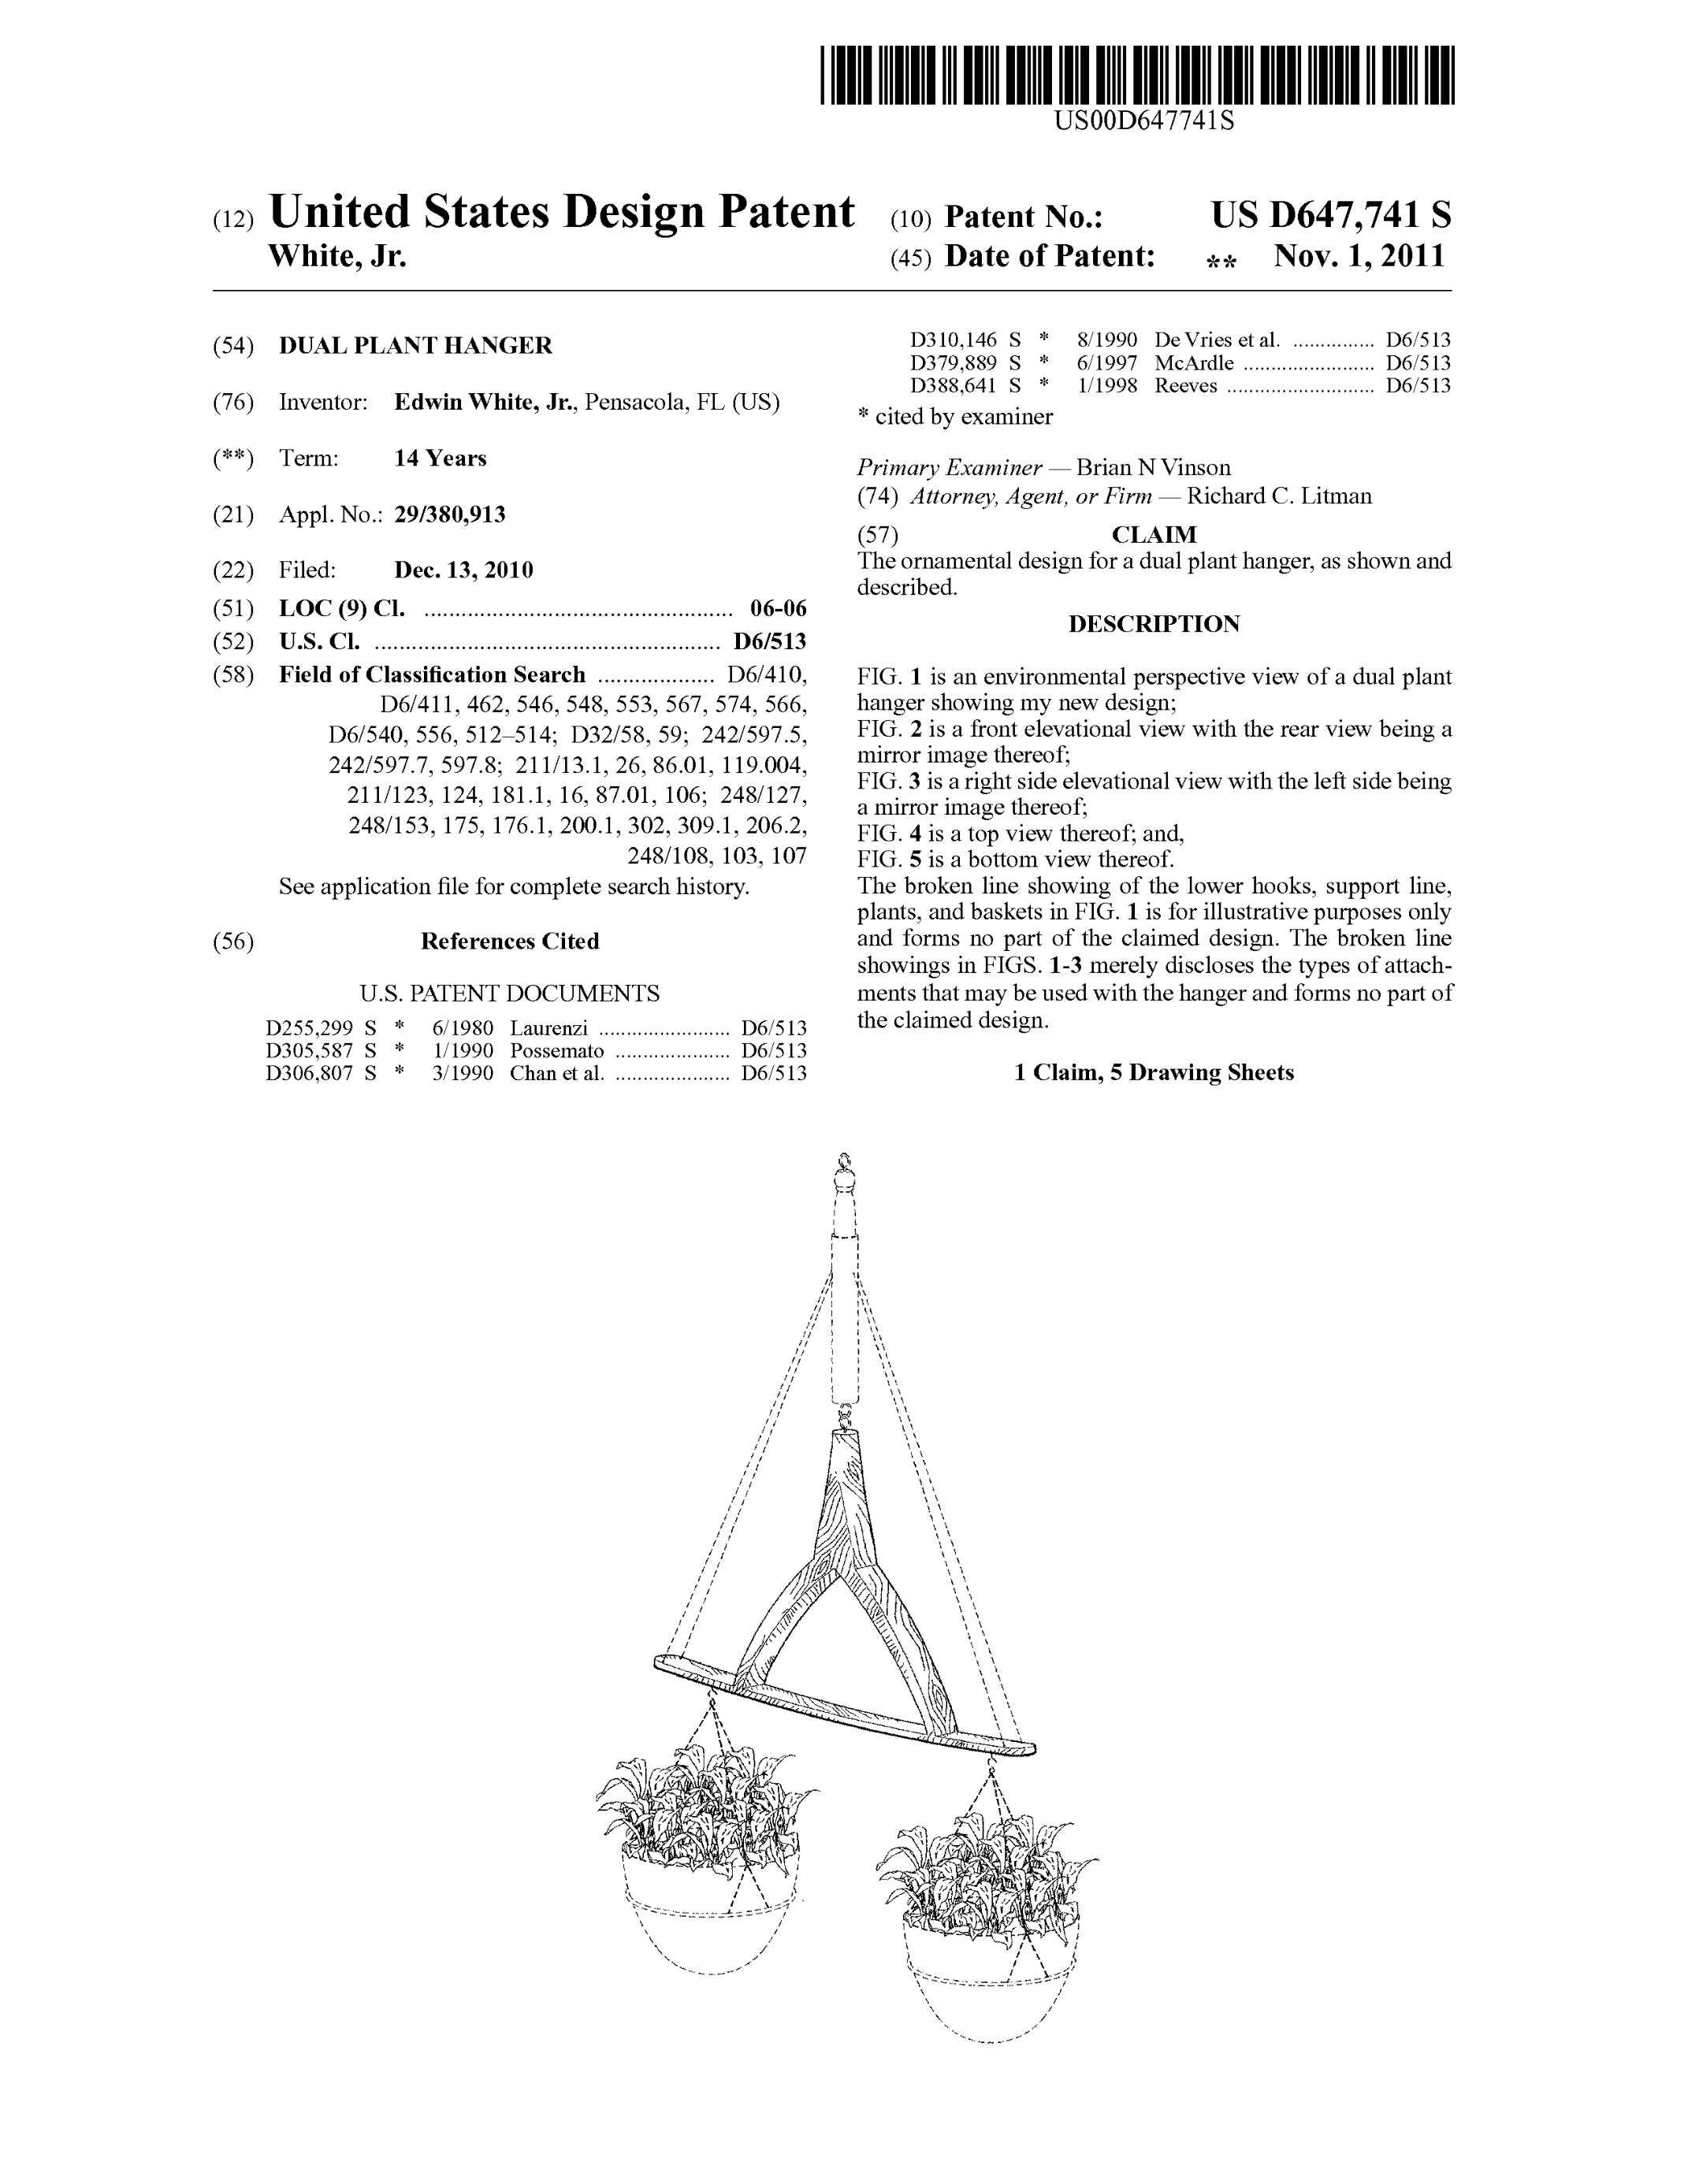 US00D647741S
(12) United States Design Patent
White, Jr.
(10) Patent No.: US D647,741 S
(45) Date of Patent: ** Nov. 1, 2011
(54) DUAL PLANT HANGER
(76) Inventor: Edwin White, Jr., Pensacola, FL (US)
(**) Term: 14 Years
(21) Appl. No.: 29/380,913
(22) Filed: Dec. 13, 2010
(51) LOC (9) Cl. ................................................. 06-06
(52) U.S. Cl. ....................................................... D6/513
(58) Field of Classification Search ................... D6/410,
D6/411, 462, 546, 548, 553, 567, 574, 566,
D6/540, 556, 512–514; D32/58, 59; 242/597.5,
242/597.7, 597.8; 211/13.1, 26, 86.01, 119.004,
211/123, 124, 181.1, 16, 87.01, 106; 248/127,
248/153, 175, 176.1, 200.1, 302, 309.1, 206.2,
248/108, 103, 107
See application file for complete search history.
(56) References Cited
U.S. PATENT DOCUMENTS
D255,299 S * 6/1980 Laurenzi ........................ D6/513
D305,587 S * 1/1990 Possemato ..................... D6/513
D306,807 S * 3/1990 Chan et al. ..................... D6/513
D310,146 S * 8/1990 De Vries et al. ............... D6/513
D379,889 S * 6/1997 McArdle ........................ D6/513
D388,641 S * 1/1998 Reeves ........................... D6/513
* cited by examiner
Primary Examiner — Brian N Vinson
(74) Attorney, Agent, or Firm — Richard C. Litman
(57) CLAIM
The ornamental design for a dual plant hanger, as shown and
described.
DESCRIPTION
FIG. 1 is an environmental perspective view of a dual plant
hanger showing my new design;
FIG. 2 is a front elevational view with the rear view being a
mirror image thereof;
FIG. 3 is a right side elevational view with the left side being
a mirror image thereof;
FIG. 4 is a top view thereof; and,
FIG. 5 is a bottom view thereof.
The broken line showing of the lower hooks, support line,
plants, and baskets in FIG. 1 is for illustrative purposes only
and forms no part of the claimed design. The broken line
showings in FIGS. 1-3 merely discloses the types of attach-
ments that may be used with the hanger and forms no part of
the claimed design.
1 Claim, 5 Drawing Sheets